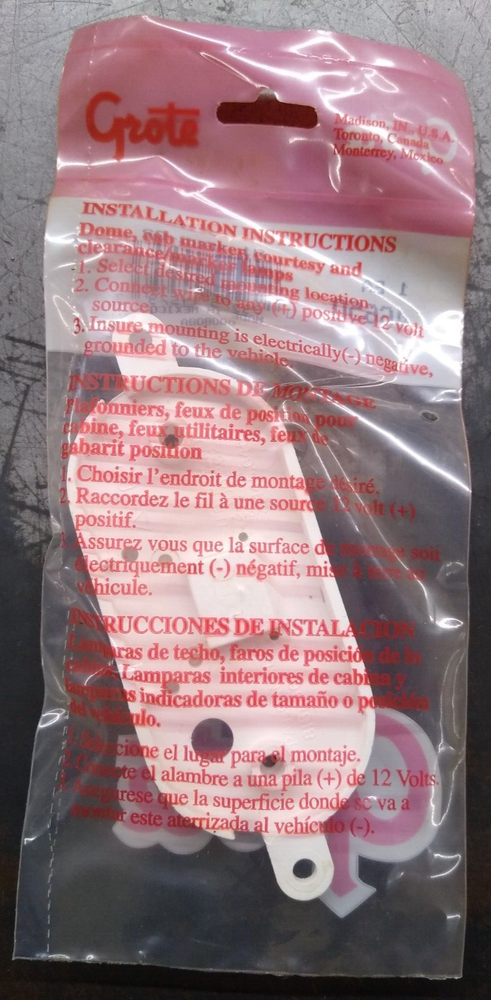 Grote
Madison, IN., U.S.A.
Toronto, Canada
Monterrey, Mexico
INSTALLATION INSTRUCTIONS
Dome, cab marker, courtesy and
clearance/marker lamps
1. Select desired mounting location.
2. Connect wire to any (+) positive 12 volt
source.
3. Insure mounting is electrically(-) negative,
grounded to the vehicle.
INSTRUCTIONS DE MONTAGE
Plafonniers, feux de position pour
cabine, feux utilitaires, feux de
gabarit position
1. Choisir l'endroit de montage désiré.
2. Raccordez le fil à une source 12 volt (+)
positif.
3. Assurez vous que la surface de montage soit
électriquement (-) négatif, mise à terre au
véhicule.
INSTRUCCIONES DE INSTALACION
Lamparas de techo, faros de posición de la
cabina, Lamparas interiores de cabina y
lamparas indicadoras de tamaño o posición
del vehículo.
1. Seleccione el lugar para el montaje.
2. Conecte el alambre a una pila (+) de 12 Volts.
3. Asegurese que la superficie donde se va a
montar este aterrizada al vehículo (-).